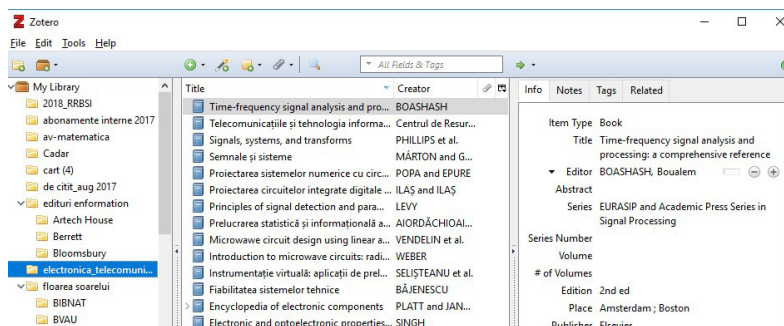 Zotero
File Edit Tools Help
All Fields & Tags
My Library
2018_RRBSI
abonamente interne 2017
av-matematica
Cadar
cart (4)
de citit_aug 2017
edituri enformation
Artech House
Berrett
Bloomsbury
electronica_telecomuni...
floarea soarelui
BIBNAT
BVAU
Title Creator
Time-frequency signal analysis and pro... BOASHASH
Telecomunicațiile și tehnologia informa... Centrul de Resur...
Signals, systems, and transforms PHILLIPS et al.
Semnale și sisteme MÁRTON and G...
Proiectarea sistemelor numerice cu circ... POPA and EPURE
Proiectarea circuitelor integrate digitale ... ILAȘ and ILAȘ
Principles of signal detection and para... LEVY
Prelucrarea statistică și informațională a... AIORDĂCHIOAI...
Microwave circuit design using linear a... VENDELIN et al.
Introduction to microwave circuits: radi... WEBER
Instrumentație virtuală: aplicații de prel... SELIȘTEANU et al.
Fiabilitatea sistemelor tehnice BĂJENESCU
Encyclopedia of electronic components PLATT and JAN...
Electronic and optoelectronic properties... SINGH
Info Notes Tags Related
Item Type Book
Title Time-frequency signal analysis and
processing: a comprehensive reference
Editor BOASHASH, Boualem
Abstract
Series EURASIP and Academic Press Series in
Signal Processing
Series Number
Volume
# of Volumes
Edition 2nd ed
Place Amsterdam ; Boston
Publisher Elsevier